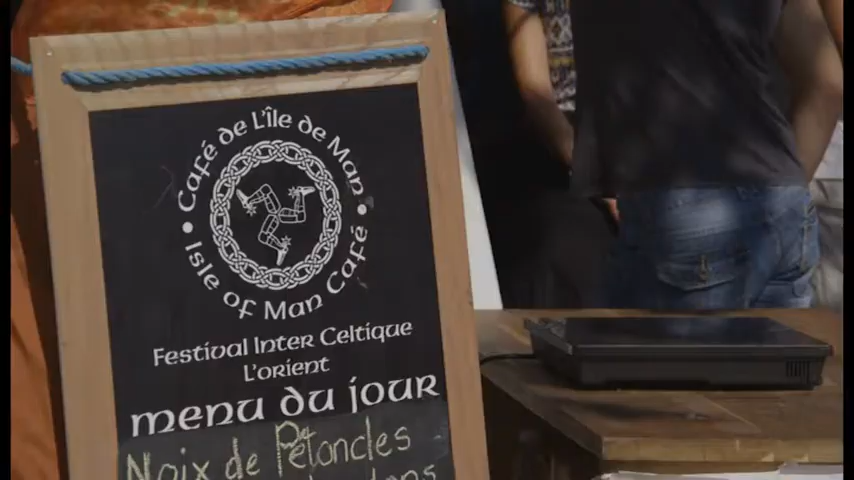 Café de L'Île de Man
Isle of Man Café
Festival Inter Celtique
L'orient
menu du jour
Noix de Pétoncles